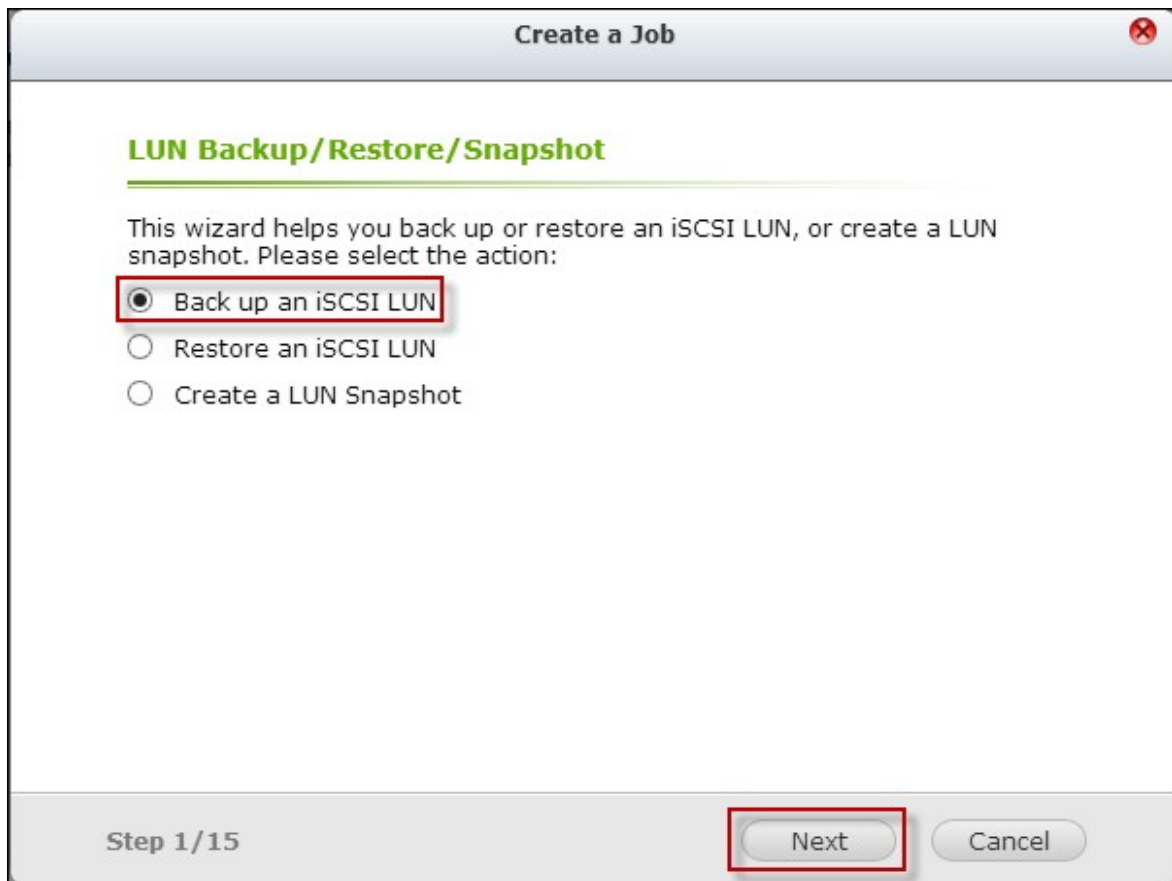 Create a Job
LUN Backup/Restore/Snapshot
This wizard helps you back up or restore an iSCSI LUN, or create a LUN
snapshot. Please select the action:
Back up an iSCSI LUN
Restore an iSCSI LUN
Create a LUN Snapshot
Step 1/15
Next
Cancel